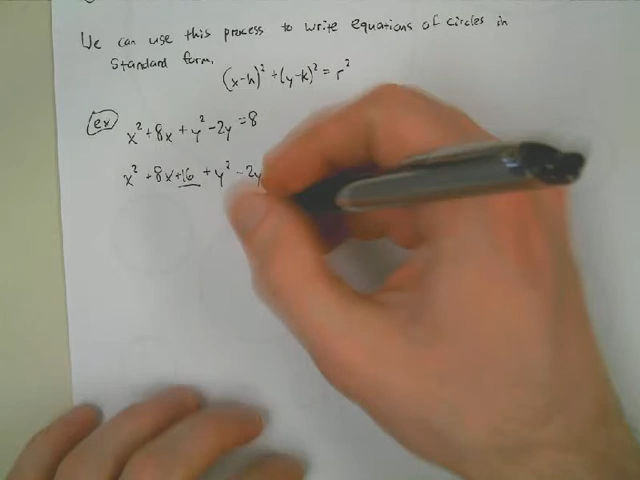 We can use this process to write equations of circles in
standard form.
(x-h)² + (y-k)² = r²
ex) x² + 8x + y² - 2y = 8
x² + 8x + 16 + y² - 2y